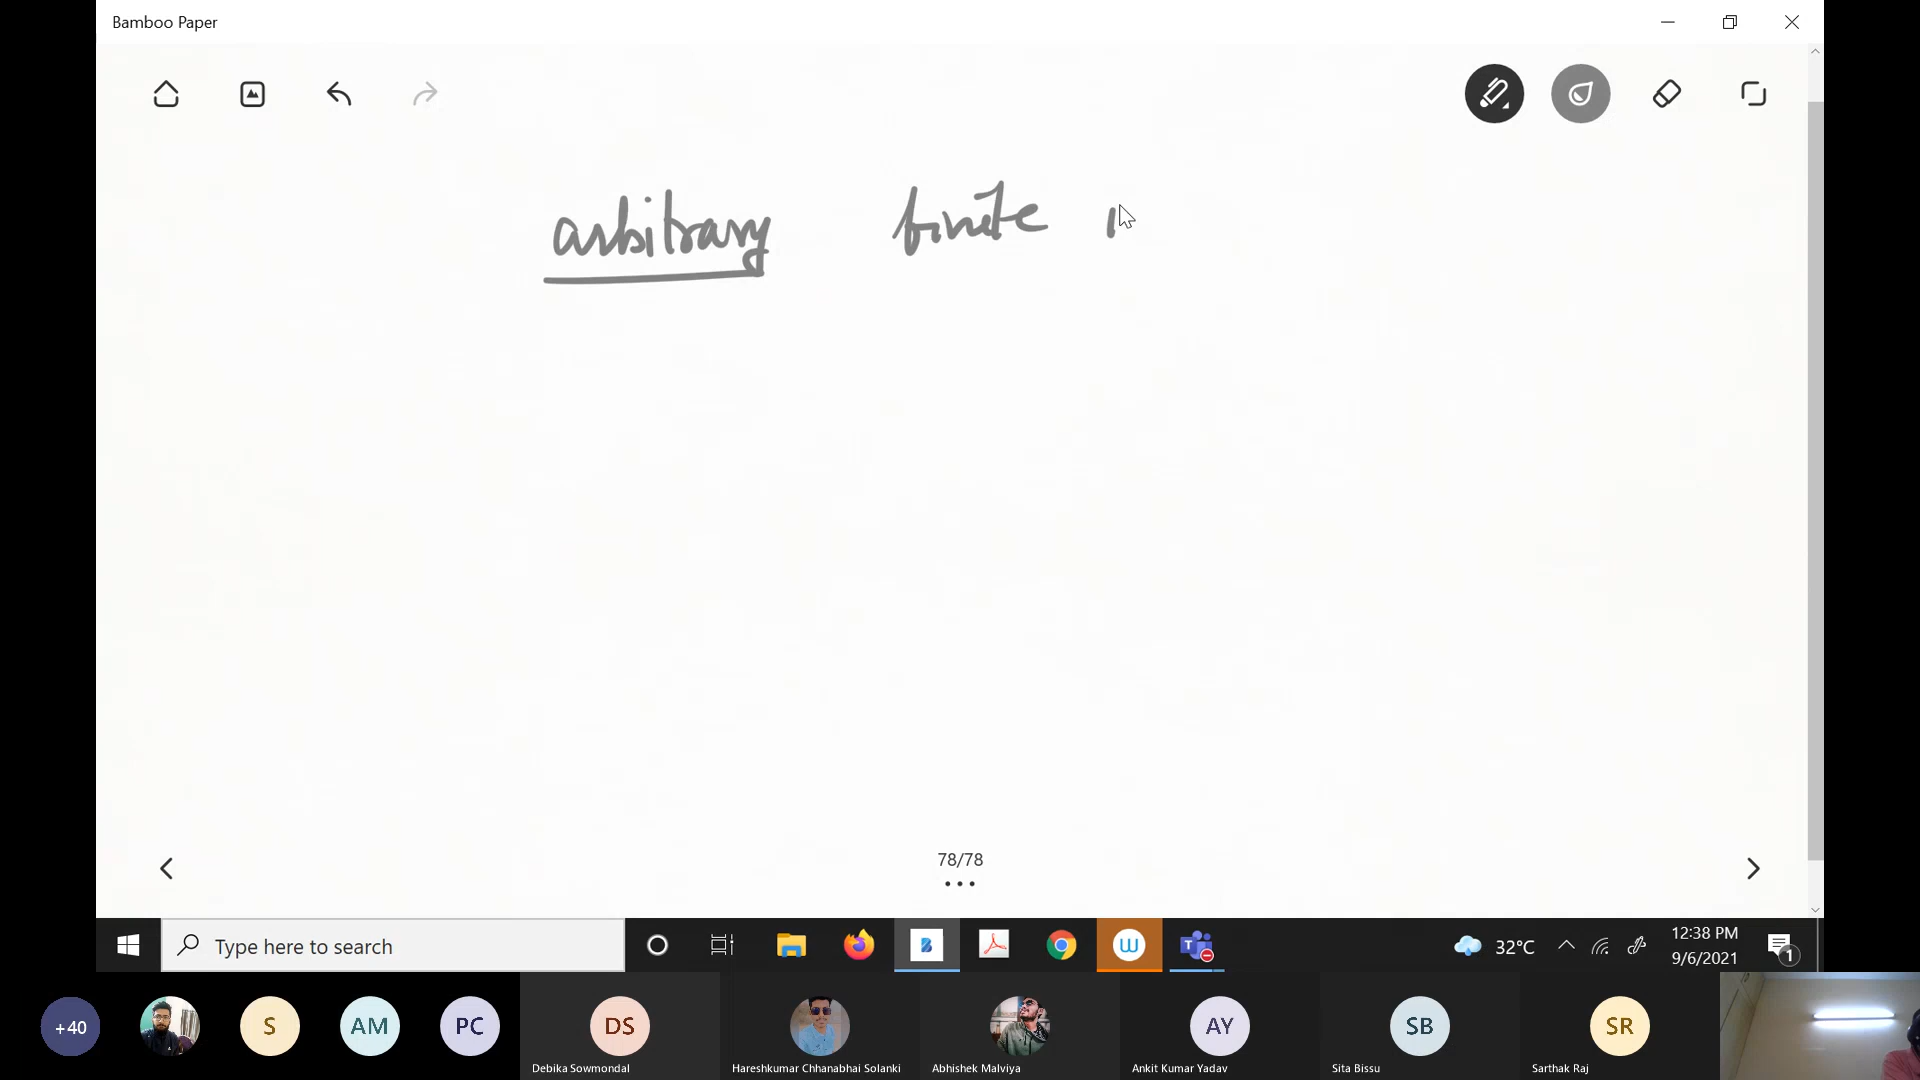 Bamboo Paper
arbitrary finite
78/78
Type here to search
32°C
12:38 PM
9/6/2021
1
+40
S
AM
PC
DS
AY
SB
SR
Debika Sowmondal
Hareshkumar Chhanabhai Solanki
Abhishek Malviya
Ankit Kumar Yadav
Sita Bissu
Sarthak Raj